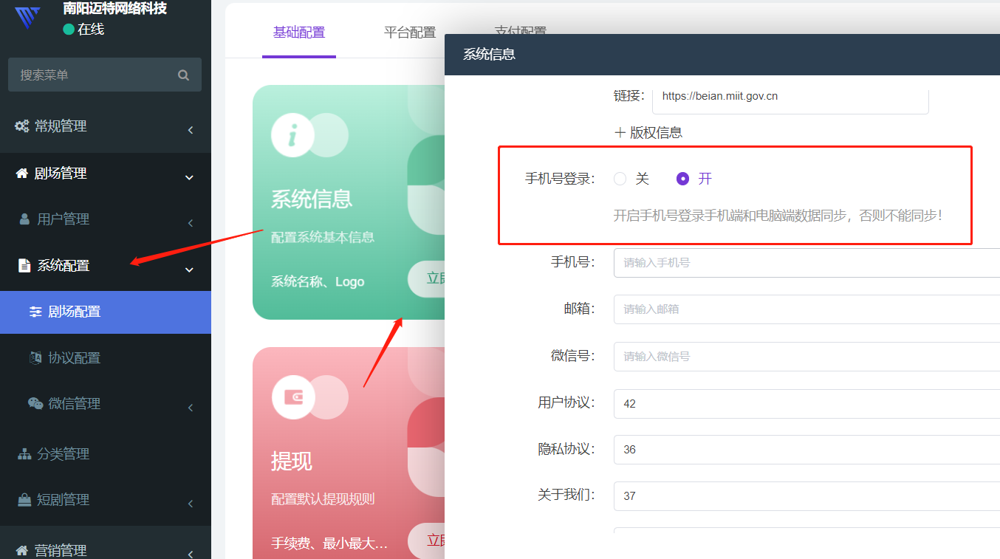 南阳迈特网络科技
在线
搜索菜单
常规管理
剧场管理
用户管理
系统配置
剧场配置
协议配置
微信管理
分类管理
短剧管理
营销管理
基础配置
平台配置
支付配置
系统信息
配置系统基本信息
系统名称、Logo
立即
提现
配置默认提现规则
手续费、最小最大...
立即
系统信息
链接：
https://beian.miit.gov.cn
版权信息
手机号登录：
关
开
开启手机号登录手机端和电脑端数据同步，否则不能同步！
手机号：
请输入手机号
邮箱：
请输入邮箱
微信号：
请输入微信号
用户协议：
42
隐私协议：
36
关于我们：
37